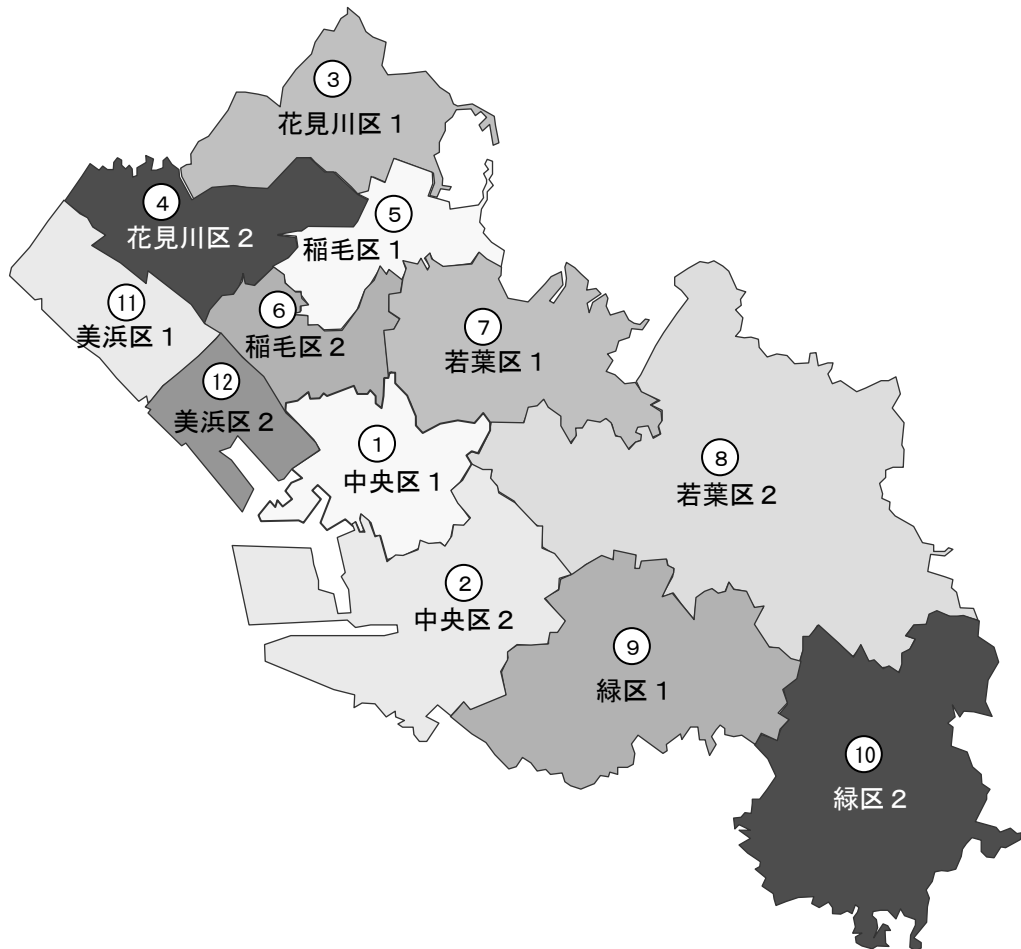 ③
花見川区１
④
花見川区２
⑤
稲毛区１
⑪
美浜区１
⑥
稲毛区２
⑦
若葉区１
⑫
美浜区２
①
中央区１
⑧
若葉区２
②
中央区２
⑨
緑区１
⑩
緑区２